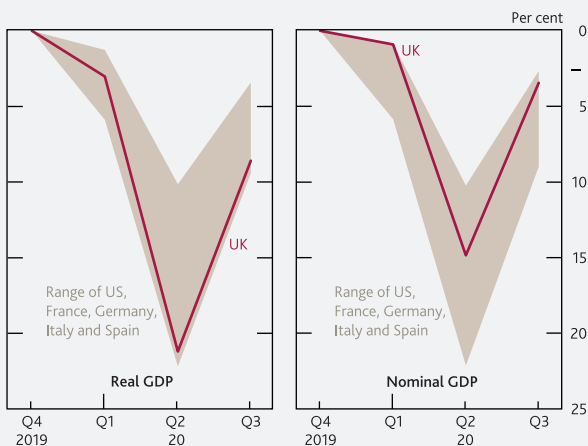 Per cent
0
–
5
10
15
20
25
UK
UK
Range of US,
France, Germany,
Italy and Spain
Real GDP
Range of US,
France, Germany,
Italy and Spain
Nominal GDP
Q4 Q1 Q2 Q3
2019 20
Q4 Q1 Q2 Q3
2019 20